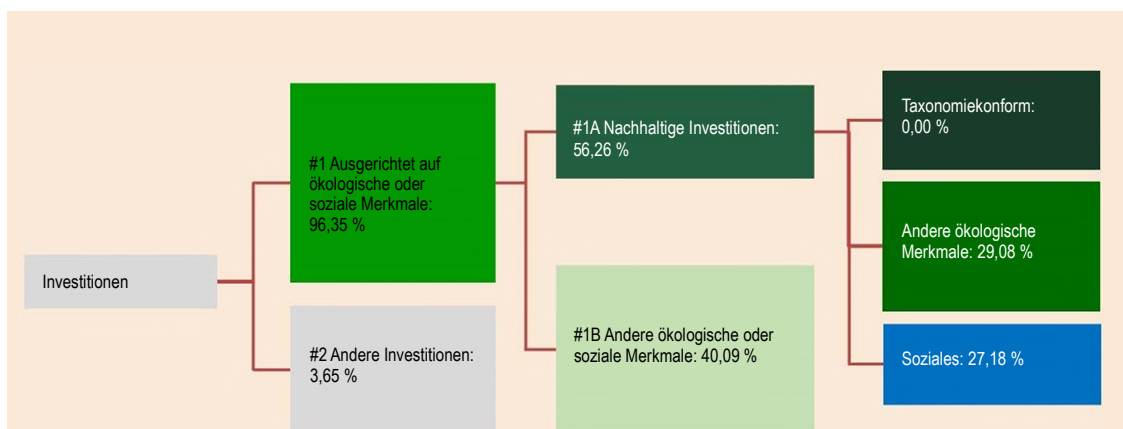 Investitionen
#1 Ausgerichtet auf
ökologische oder
soziale Merkmale:
96,35 %
#2 Andere Investitionen:
3,65 %
#1A Nachhaltige Investitionen:
56,26 %
#1B Andere ökologische oder
soziale Merkmale: 40,09 %
Taxonomiekonform:
0,00 %
Andere ökologische
Merkmale: 29,08 %
Soziales: 27,18 %